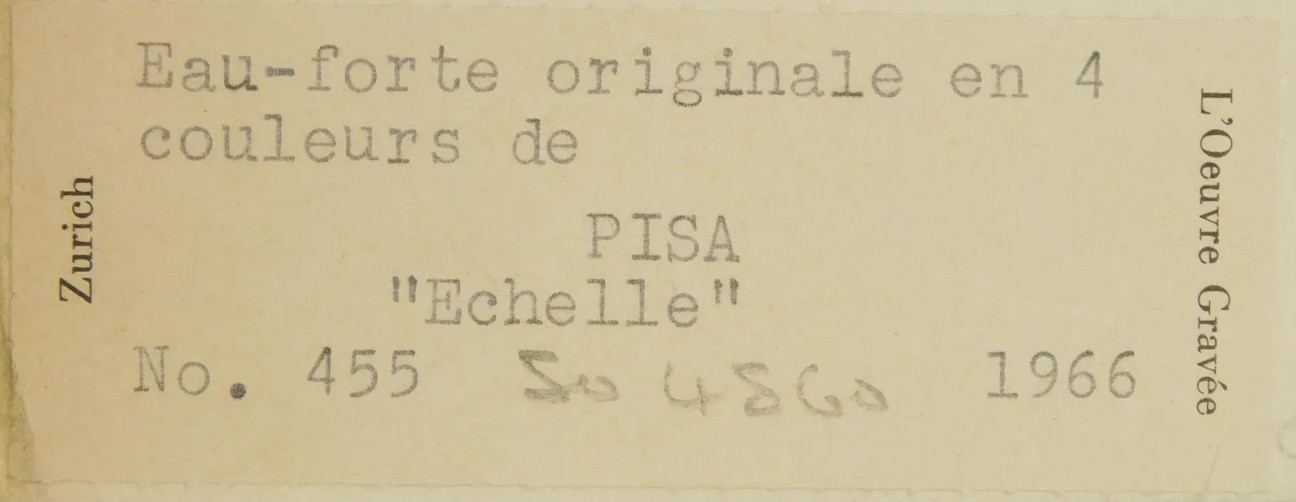 Zurich
Eau-forte originale en 4
couleurs de
PISA
"Echelle"
No. 455 1966
L'Oeuvre Gravée